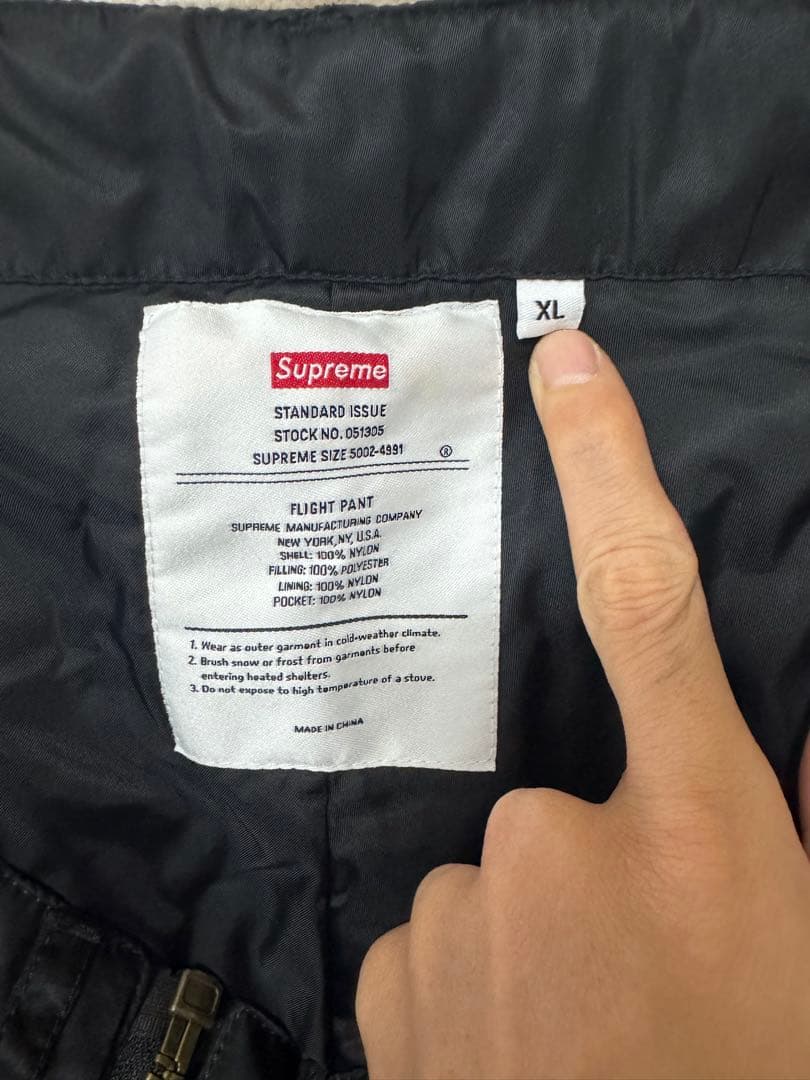 Supreme
STANDARD ISSUE
STOCK NO. 051305
SUPREME SIZE 5002-4991 ®
FLIGHT PANT
SUPREME MANUFACTURING COMPANY
NEW YORK, NY, U.S.A.
SHELL: 100% NYLON
FILLING: 100% POLYESTER
LINING: 100% NYLON
POCKET: 100% NYLON
1. Wear as outer garment in cold-weather climate.
2. Brush snow or frost from garments before
entering heated shelters.
3. Do not expose to high temperature of a stove.
MADE IN CHINA
XL